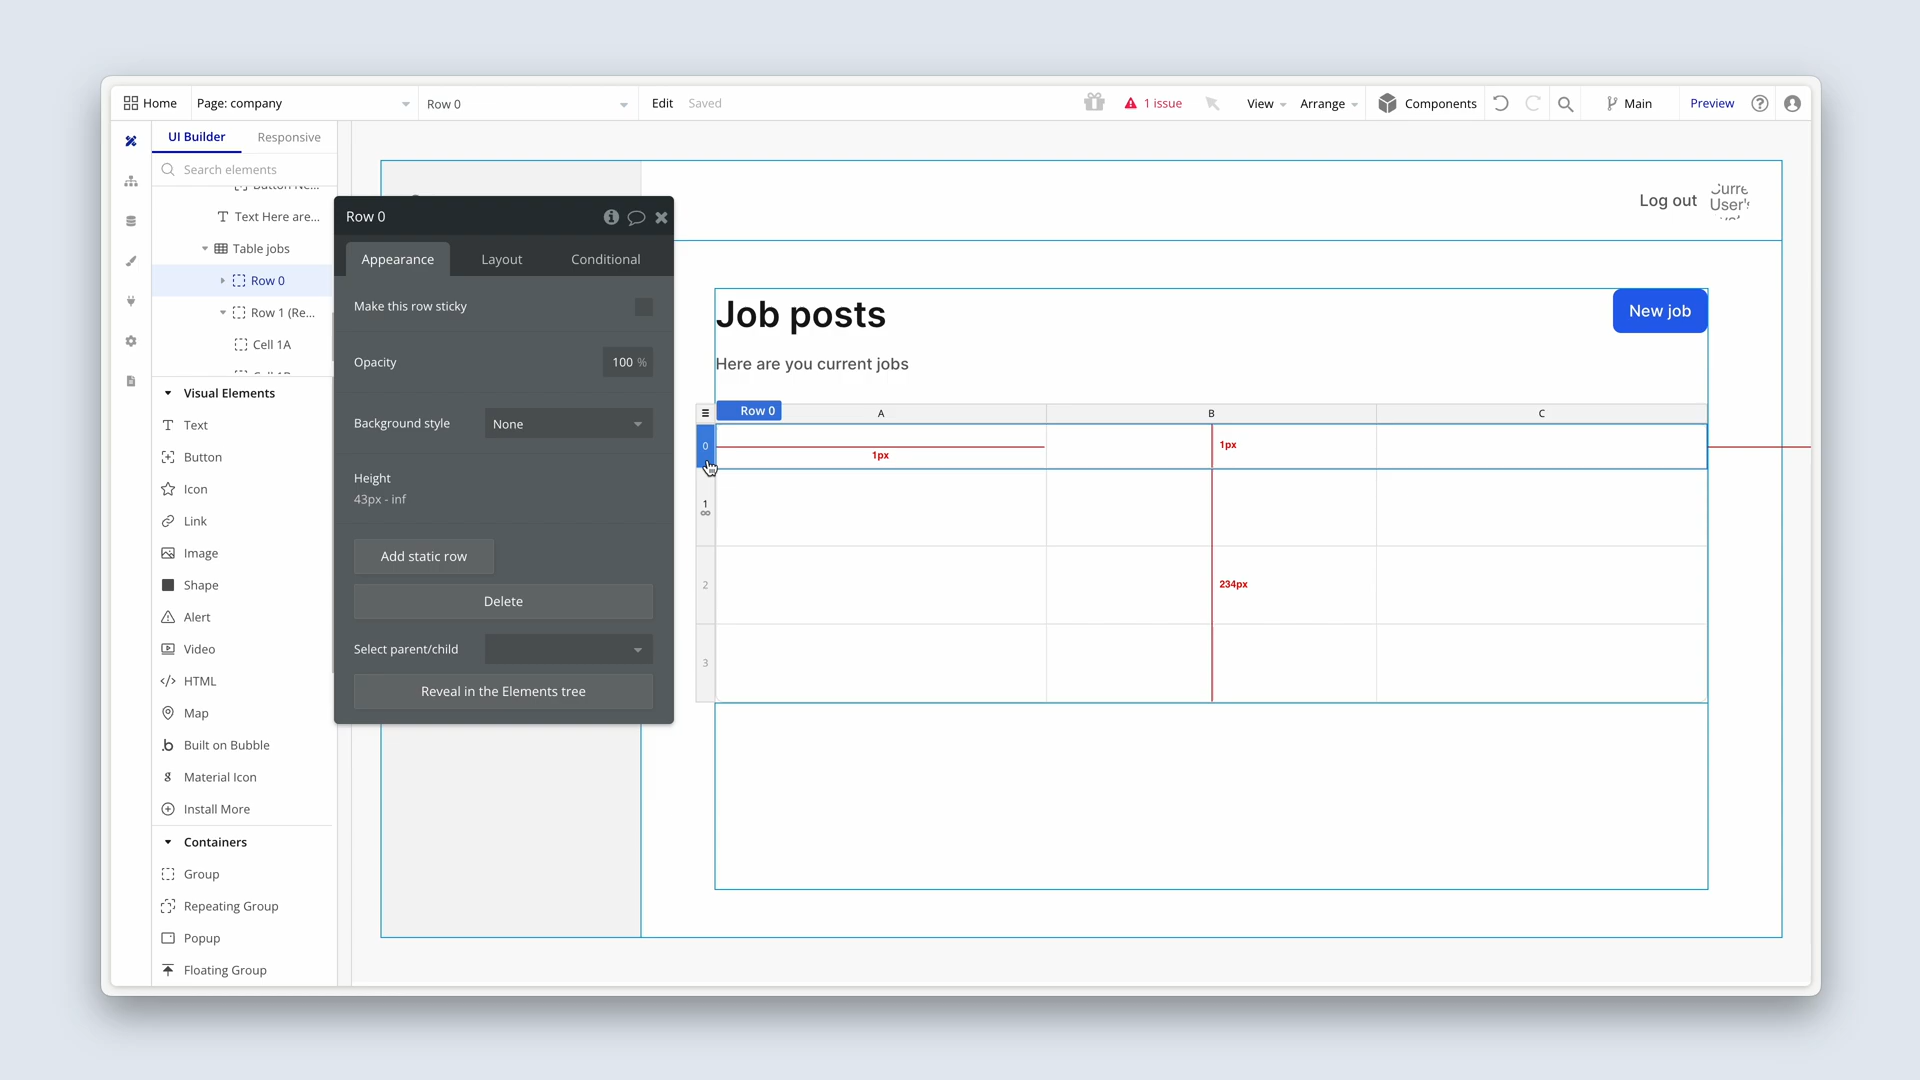 Home
Page: company
Row 0
Edit
Saved
1 issue
View
Arrange
Components
Main
Preview
UI Builder
Responsive
Search elements
Text Here are...
Table jobs
Row 0
Row 1 (Re...
Cell 1A
Visual Elements
Text
Button
Icon
Link
Image
Shape
Alert
Video
HTML
Map
Built on Bubble
Material Icon
Install More
Containers
Group
Repeating Group
Popup
Floating Group
Row 0
Appearance
Layout
Conditional
Make this row sticky
Opacity
100 %
Background style
None
Height
43px - inf
Add static row
Delete
Select parent/child
Reveal in the Elements tree
Log out
Curre
User's
Job posts
New job
Here are you current jobs
Row 0
A
B
C
0
1px
1px
1
2
234px
3